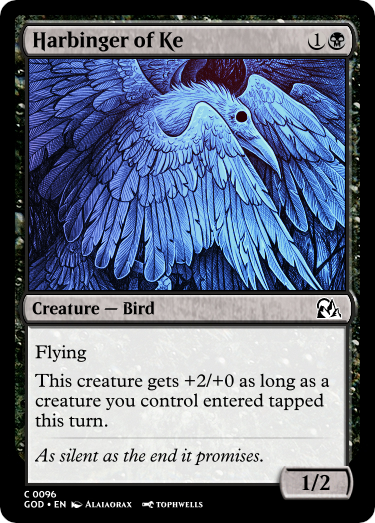 Harbinger of Ke 1
Creature — Bird
Flying
This creature gets +2/+0 as long as a
creature you control entered tapped
this turn.
As silent as the end it promises.
1/2
C 0096
GOD • EN Alaiaorax TOPHWELLS